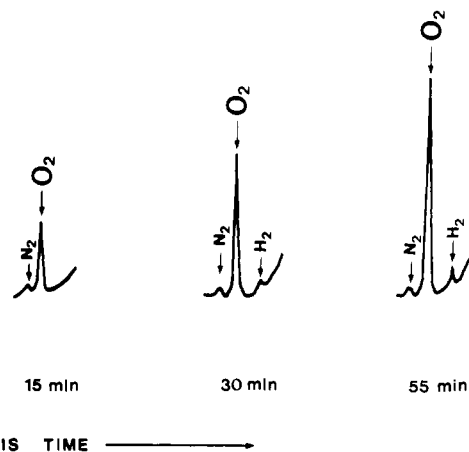 N₂ O₂
N₂ O₂ H₂
N₂ O₂ H₂
15 min 30 min 55 min
IS TIME